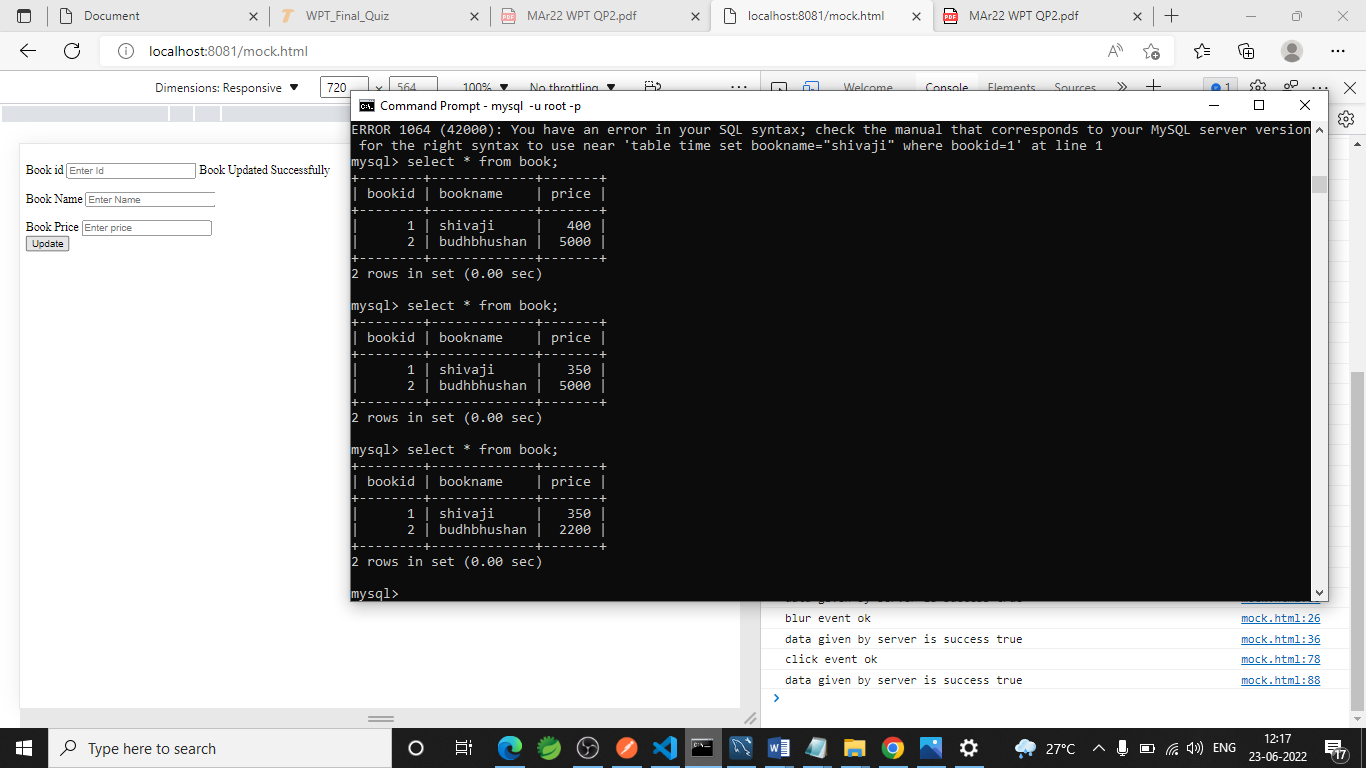 Document
WPT_Final_Quiz
MAr22 WPT QP2.pdf
localhost:8081/mock.html
MAr22 WPT QP2.pdf
localhost:8081/mock.html
Dimensions: Responsive 720 × 564 100% No throttling
Welcome Console Elements Sources 1
Command Prompt - mysql -u root -p
Book id Enter Id Book Updated Successfully
Book Name Enter Name
Book Price Enter price
Update
ERROR 1064 (42000): You have an error in your SQL syntax; check the manual that corresponds to your MySQL server version
for the right syntax to use near 'table time set bookname="shivaji" where bookid=1' at line 1
mysql> select * from book;
+--------+-------------+-------+
| bookid | bookname    | price |
+--------+-------------+-------+
|      1 | shivaji     |   400 |
|      2 | budhbhushan |  5000 |
+--------+-------------+-------+
2 rows in set (0.00 sec)
mysql> select * from book;
+--------+-------------+-------+
| bookid | bookname    | price |
+--------+-------------+-------+
|      1 | shivaji     |   350 |
|      2 | budhbhushan |  5000 |
+--------+-------------+-------+
2 rows in set (0.00 sec)
mysql> select * from book;
+--------+-------------+-------+
| bookid | bookname    | price |
+--------+-------------+-------+
|      1 | shivaji     |   350 |
|      2 | budhbhushan |  2200 |
+--------+-------------+-------+
2 rows in set (0.00 sec)
mysql>
blur event ok mock.html:26
data given by server is success true mock.html:36
click event ok mock.html:78
data given by server is success true mock.html:88
Type here to search
27°C
ENG
12:17
23-06-2022
17